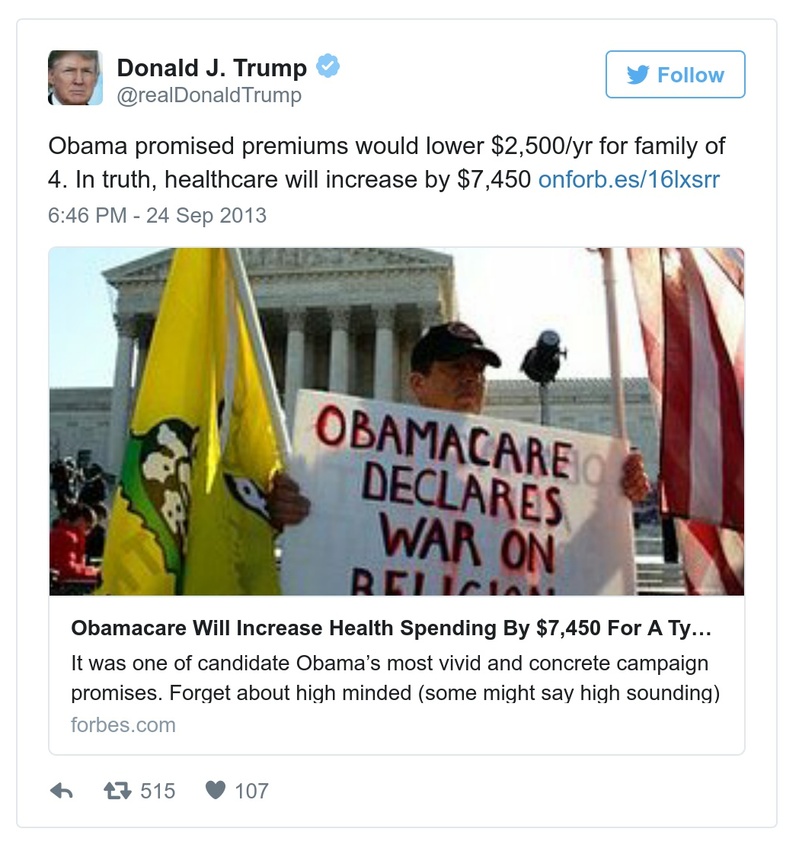 Donald J. Trump
@realDonaldTrump
Follow
Obama promised premiums would lower $2,500/yr for family of
4. In truth, healthcare will increase by $7,450 onforb.es/16lxsrr
6:46 PM - 24 Sep 2013
OBAMACARE
DECLARES
WAR ON
RELIGION
Obamacare Will Increase Health Spending By $7,450 For A Ty…
It was one of candidate Obama’s most vivid and concrete campaign
promises. Forget about high minded (some might say high sounding)
forbes.com
515
107